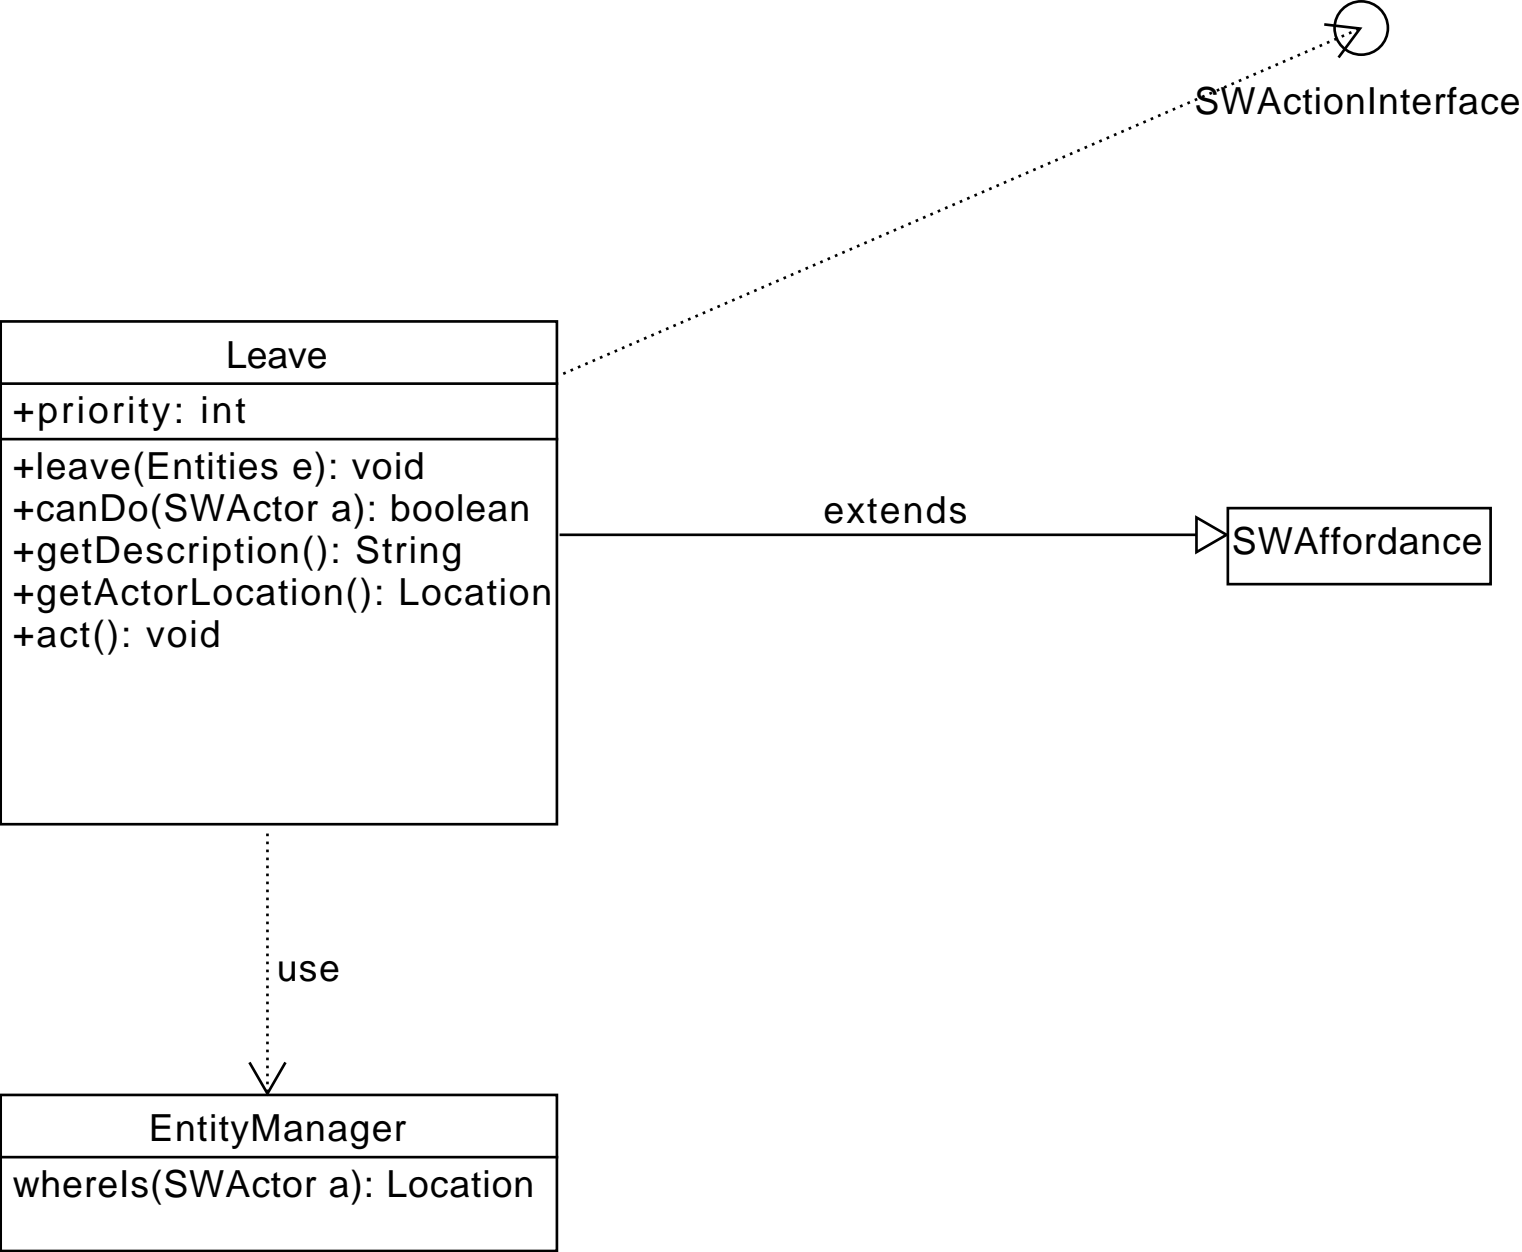 SWActionInterface
Leave
+priority: int
+leave(Entities e): void
+canDo(SWActor a): boolean
+getDescription(): String
+getActorLocation(): Location
+act(): void
extends
SWAffordance
use
EntityManager
whereIs(SWActor a): Location